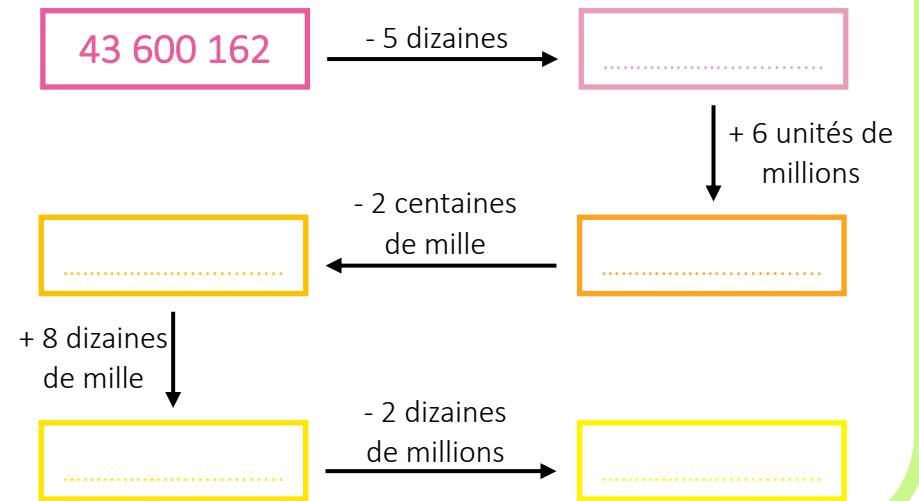 43 600 162
- 5 dizaines
..................................
+ 6 unités de
millions
..................................
- 2 centaines
de mille
..................................
+ 8 dizaines
de mille
..................................
- 2 dizaines
de millions
..................................